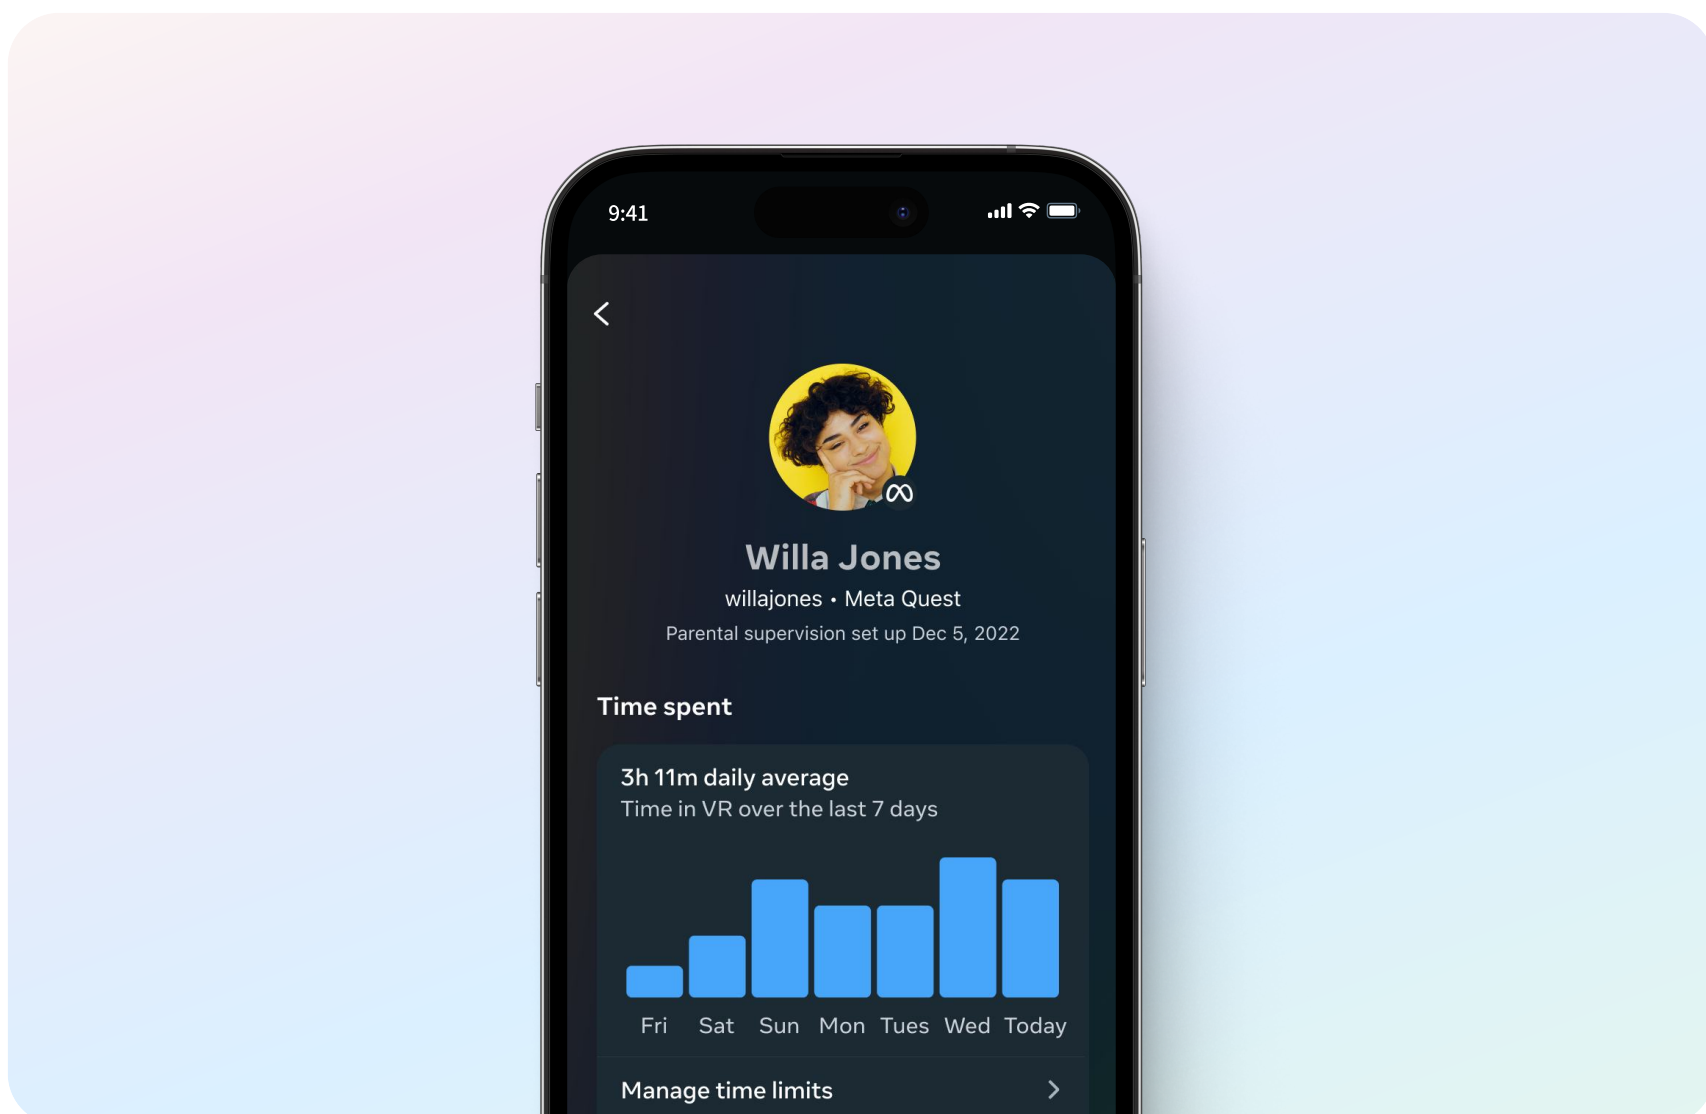 9:41
Willa Jones
willajones • Meta Quest
Parental supervision set up Dec 5, 2022
Time spent
3h 11m daily average
Time in VR over the last 7 days
Fri Sat Sun Mon Tues Wed Today
Manage time limits